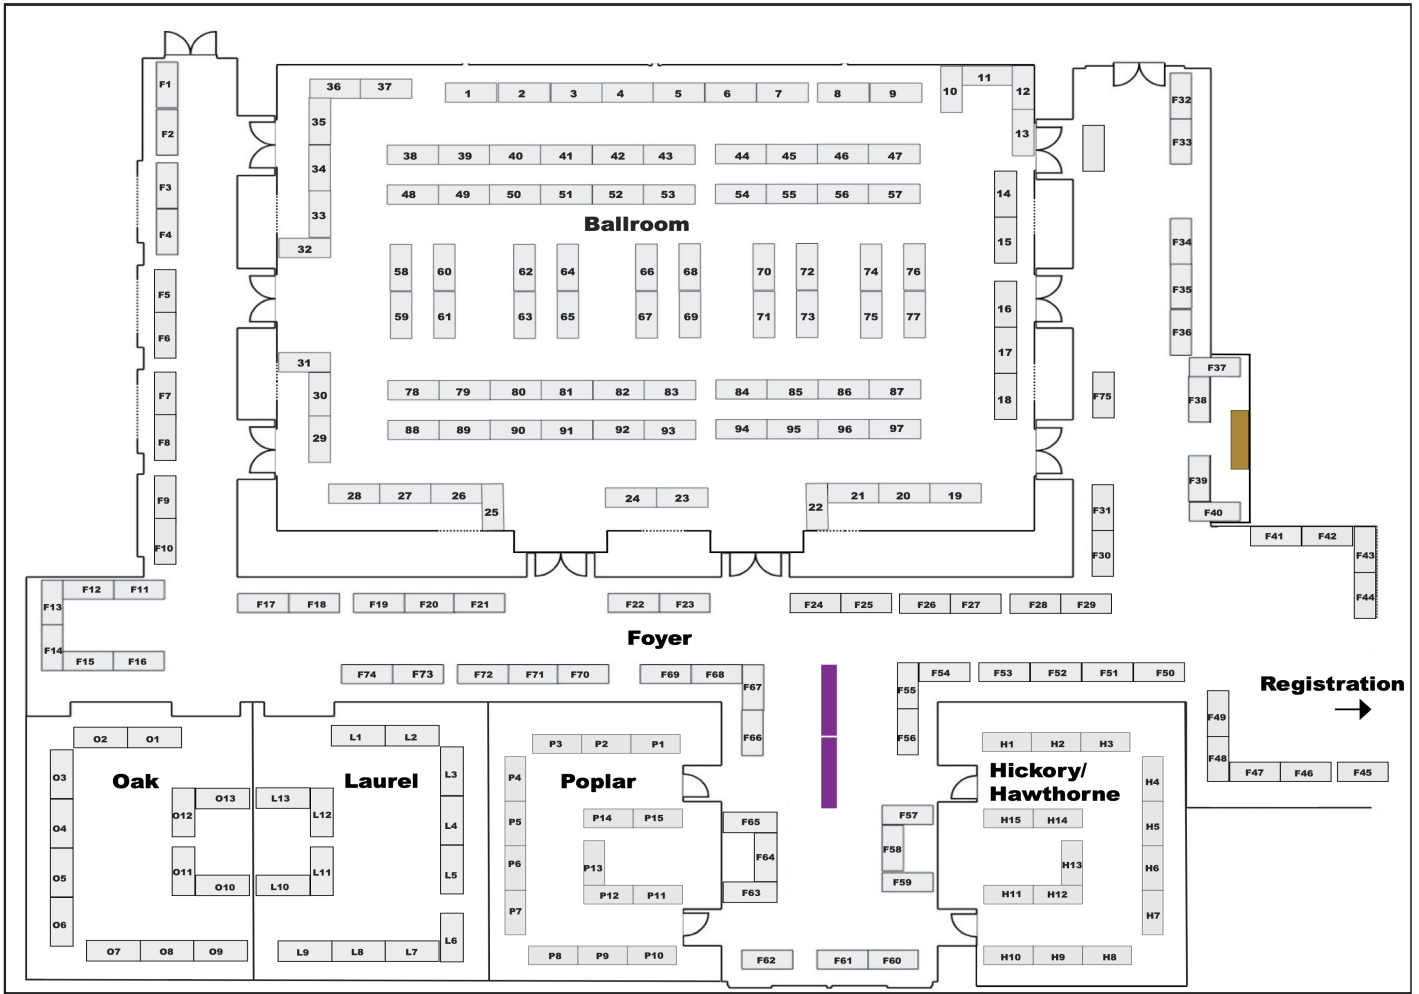 F1
F2
F3
F4
F5
F6
F7
F8
F9
F10
36 37
35
34
33
32
31
30
29
28 27 26
25
1 2 3 4 5 6 7 8 9
10 11 12
13
14
15
16
17
18
38 39 40 41 42 43 44 45 46 47
48 49 50 51 52 53 54 55 56 57
Ballroom
58 60 62 64 66 68 70 72 74 76
59 61 63 65 67 69 71 73 75 77
78 79 80 81 82 83 84 85 86 87
88 89 90 91 92 93 94 95 96 97
24 23
22 21 20 19
F32
F33
F34
F35
F36
F37
F38
F75
F39
F40
F31
F30
F41 F42
F43
F44
F12 F11
F13
F14
F15 F16
F17 F18 F19 F20 F21 F22 F23 F24 F25 F26 F27 F28 F29
Foyer
F74 F73 F72 F71 F70 F69 F68
F67
F66
F54 F53 F52 F51 F50
F55
F56
Registration
F49
F48
F47 F46 F45
O2 O1
O3
Oak
O4
O5
O6
O13
O12
O11
O10
O7 O8 O9
L1 L2
Laurel
L3
L4
L5
L6
L13
L12
L11
L10
L9 L8 L7
P3 P2 P1
P4
Poplar
P5
P6
P7
P14 P15
P13
P12 P11
P8 P9 P10
F65
F64
F63
F57
F58
F59
F62 F61 F60
H1 H2 H3
Hickory/
Hawthorne
H4
H5
H6
H7
H15 H14
H13
H11 H12
H10 H9 H8